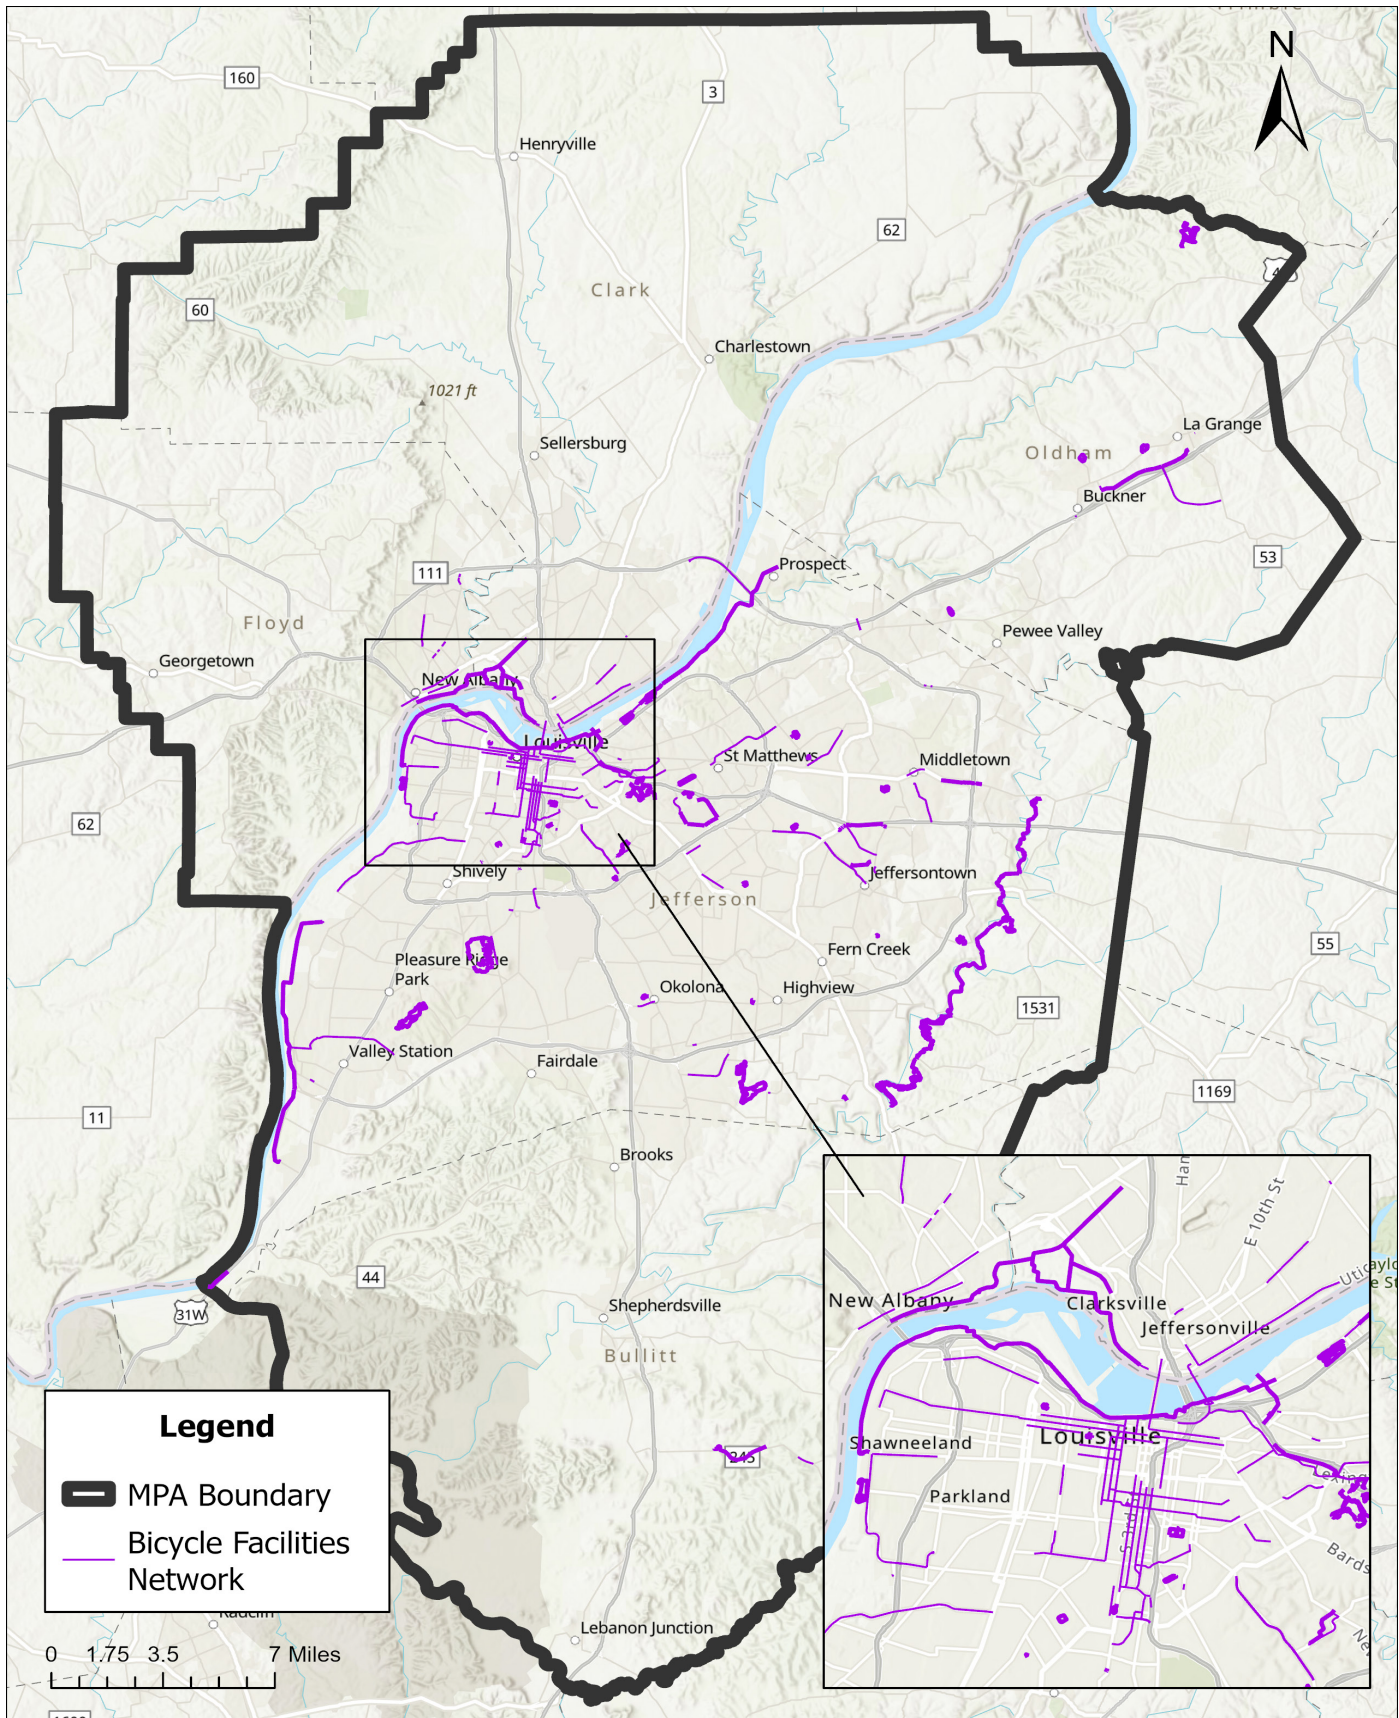 N
160
3
Henryville
62
Clark
60
Charlestown
1021 ft
La Grange
Sellersburg
Oldham
Buckner
53
Prospect
111
Floyd
Pewee Valley
Georgetown
New Albany
Louisville
St Matthews
Middletown
62
Shively
Jeffersontown
Jefferson
55
Fern Creek
Pleasure Ridge
Park
Okolona
Highview
1531
Valley Station
Fairdale
1169
11
Brooks
44
Shepherdsville
31W
Bullitt
245
Lebanon Junction
E 10th St
New Albany
Clarksville
Jeffersonville
Shawneeland
Louisville
Parkland
Legend
MPA Boundary
Bicycle Facilities
Network
0 1.75 3.5 7 Miles